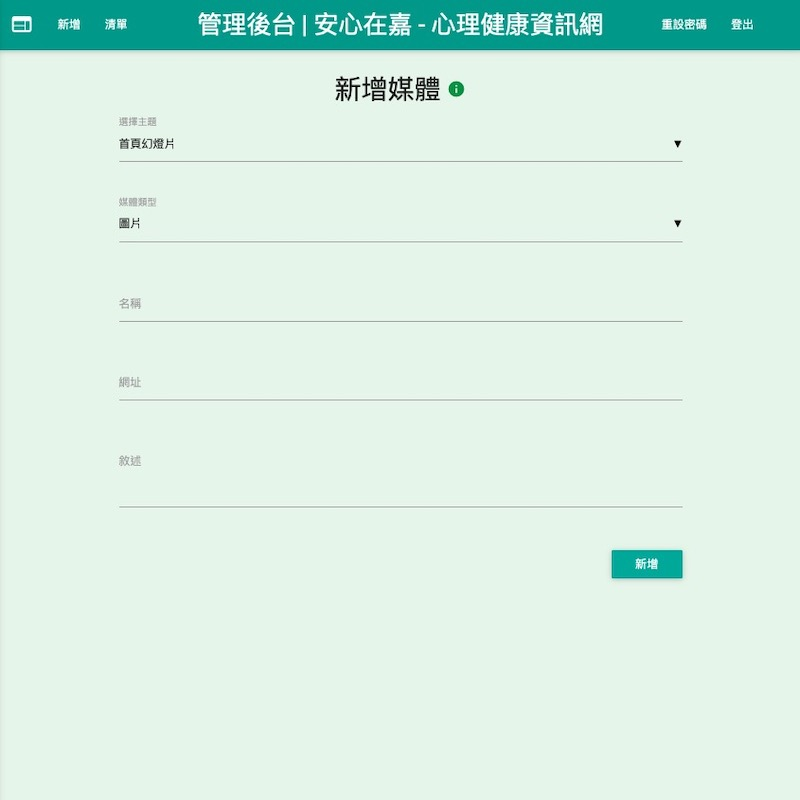 新增 清單 管理後台 | 安心在嘉 - 心理健康資訊網 重設密碼 登出
新增媒體
選擇主題
首頁幻燈片
媒體類型
圖片
名稱
網址
敘述
新增